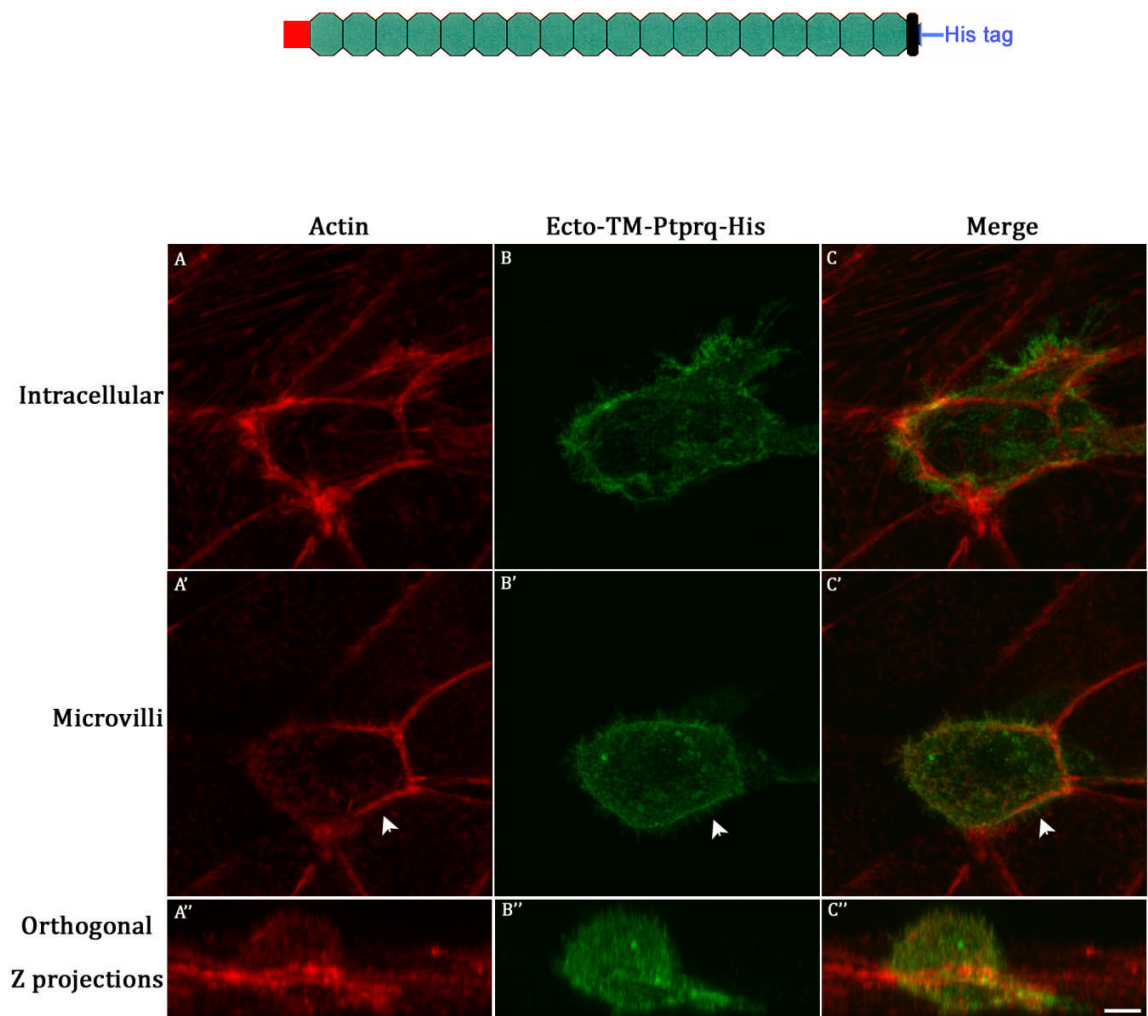 His tag
Actin Ecto-TM-Ptprq-His Merge
A B C
Intracellular
A' B' C'
Microvilli
A'' B'' C''
Orthogonal
Z projections